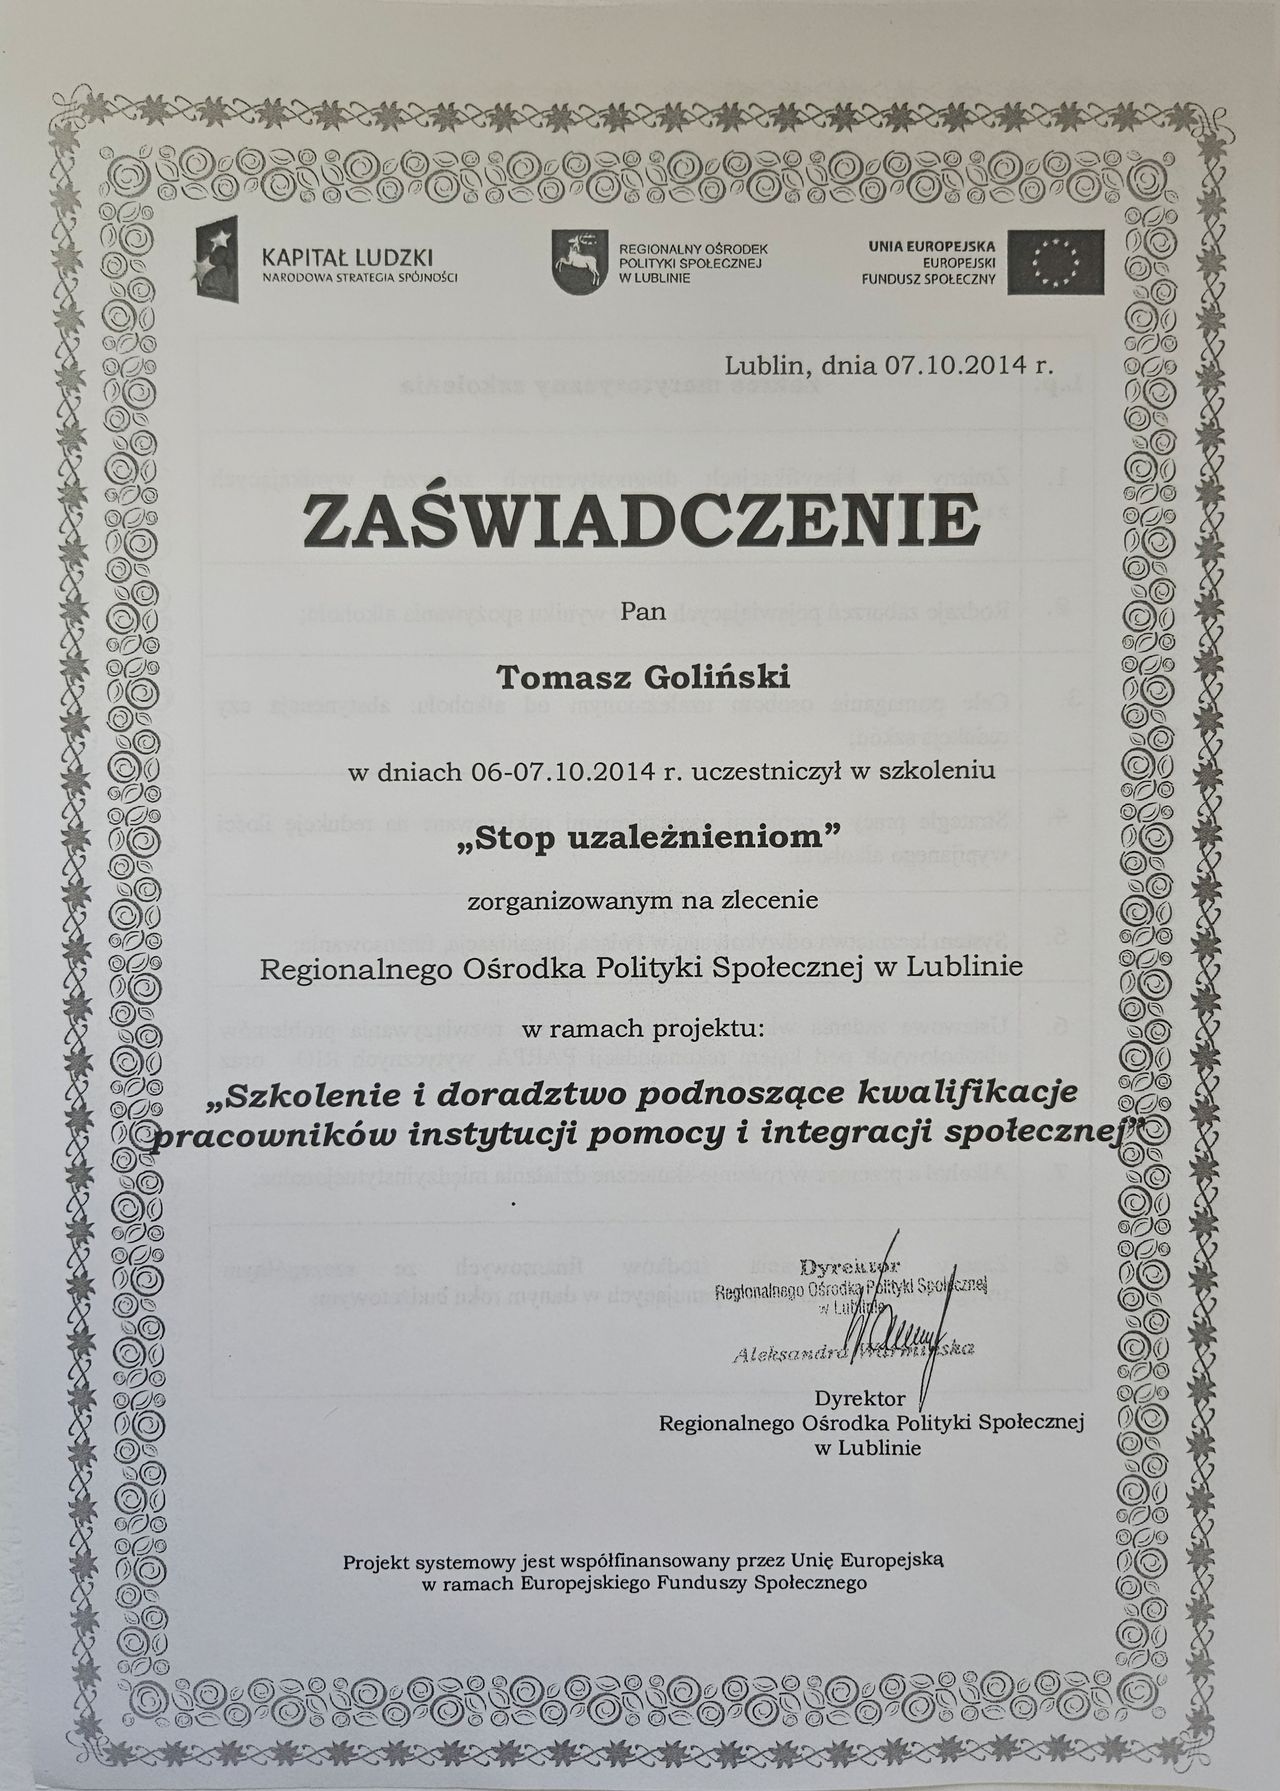 KAPITAŁ LUDZKI
NARODOWA STRATEGIA SPÓJNOŚCI
REGIONALNY OŚRODEK
POLITYKI SPOŁECZNEJ
W LUBLINIE
UNIA EUROPEJSKA
EUROPEJSKI
FUNDUSZ SPOŁECZNY
Lublin, dnia 07.10.2014 r.
ZAŚWIADCZENIE
Pan
Tomasz Goliński
w dniach 06-07.10.2014 r. uczestniczył w szkoleniu
„Stop uzależnieniom”
zorganizowanym na zlecenie
Regionalnego Ośrodka Polityki Społecznej w Lublinie
w ramach projektu:
„Szkolenie i doradztwo podnoszące kwalifikacje
pracowników instytucji pomocy i integracji społecznej”
Dyrektor
Regionalnego Ośrodka Polityki Społecznej
w Lublinie
Aleksandra
Dyrektor
Regionalnego Ośrodka Polityki Społecznej
w Lublinie
Projekt systemowy jest współfinansowany przez Unię Europejską
w ramach Europejskiego Funduszy Społecznego